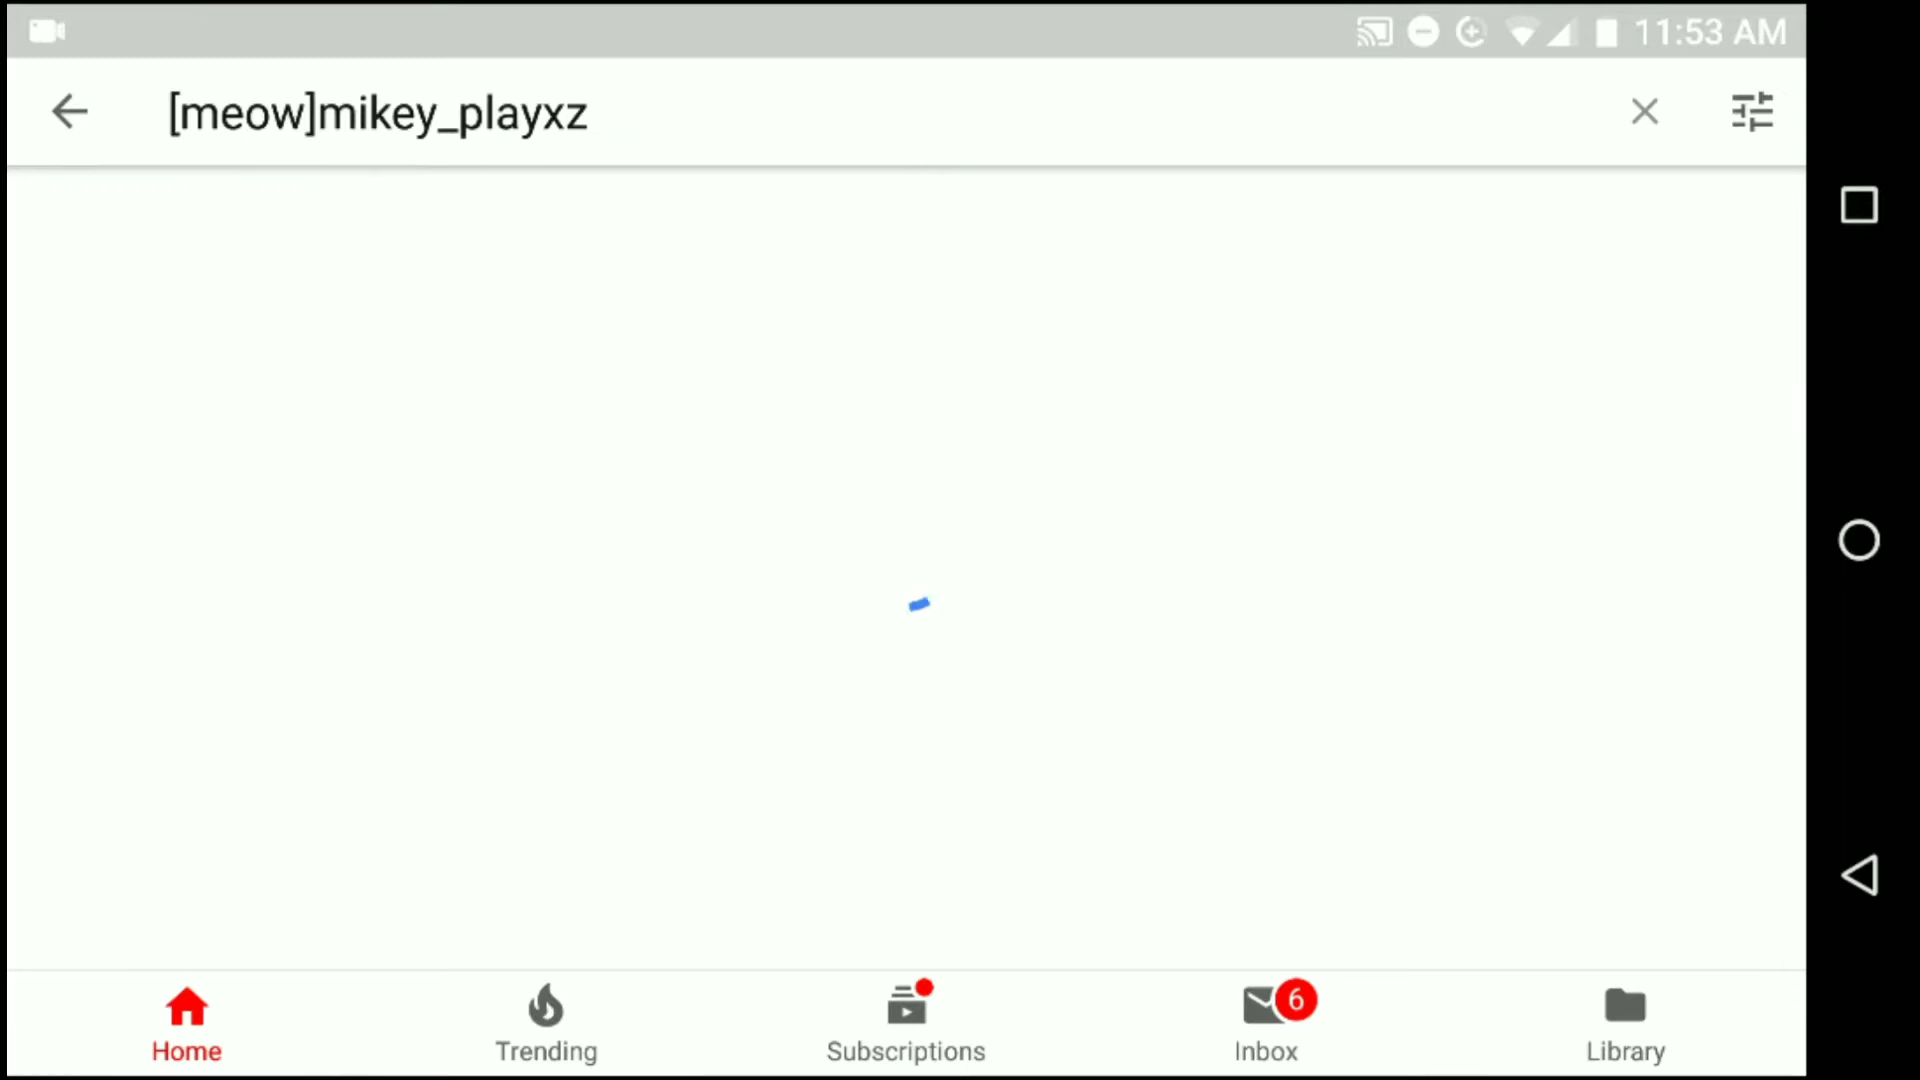 11:53 AM
[meow]mikey_playxz
6
Home
Trending
Subscriptions
Inbox
Library